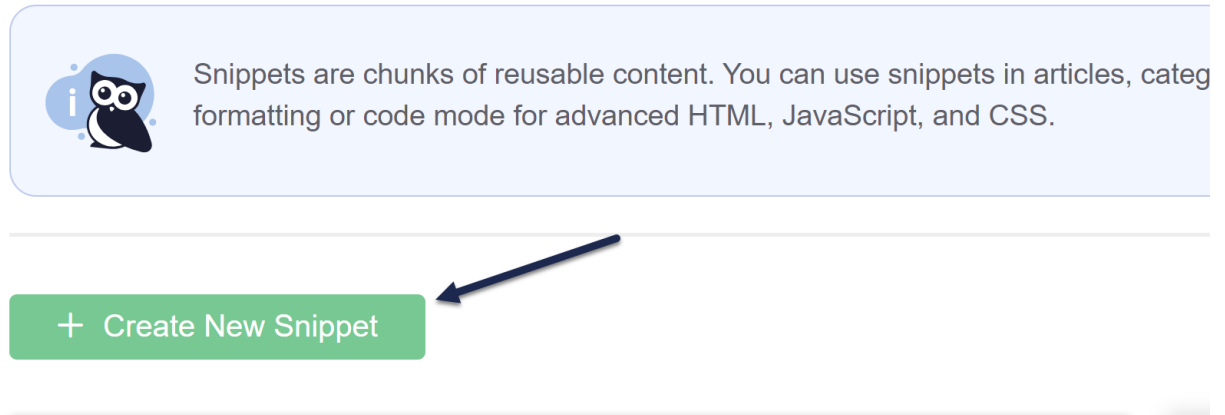 i
Snippets are chunks of reusable content. You can use snippets in articles, categ
formatting or code mode for advanced HTML, JavaScript, and CSS.
+ Create New Snippet